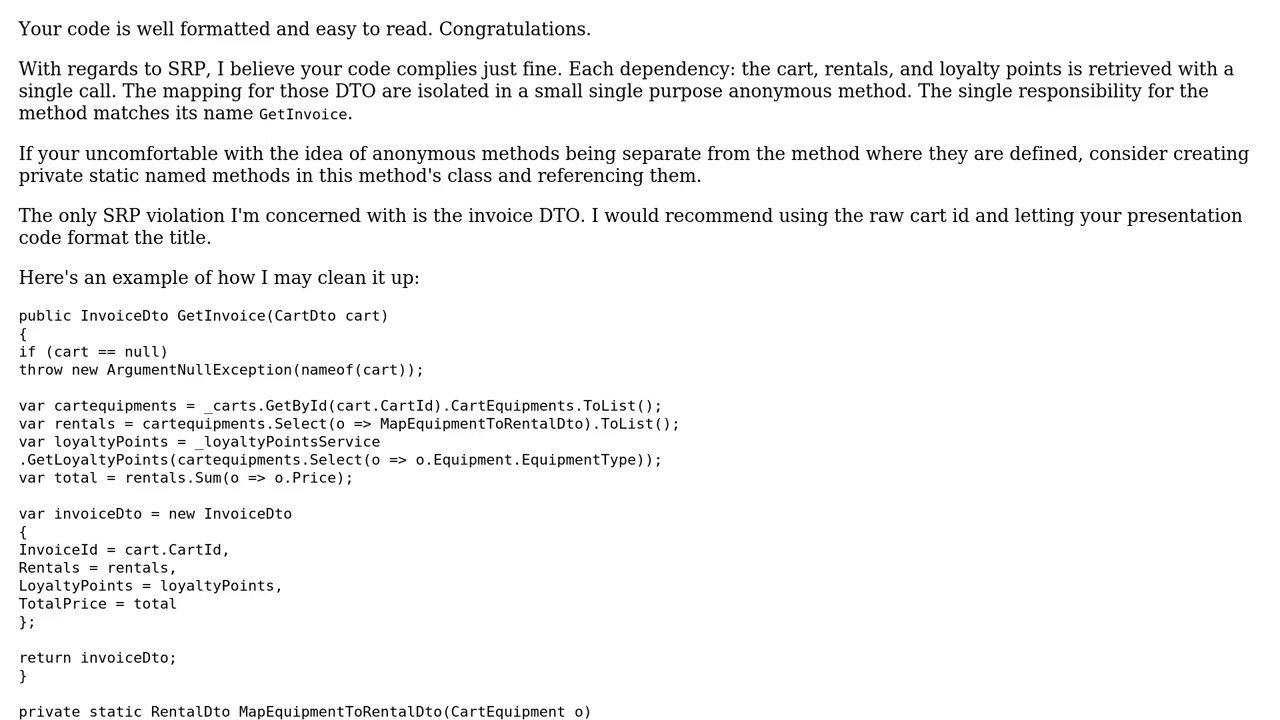 Your code is well formatted and easy to read. Congratulations.
With regards to SRP, I believe your code complies just fine. Each dependency: the cart, rentals, and loyalty points is retrieved with a
single call. The mapping for those DTO are isolated in a small single purpose anonymous method. The single responsibility for the
method matches its name GetInvoice.
If your uncomfortable with the idea of anonymous methods being separate from the method where they are defined, consider creating
private static named methods in this method's class and referencing them.
The only SRP violation I'm concerned with is the invoice DTO. I would recommend using the raw cart id and letting your presentation
code format the title.
Here's an example of how I may clean it up:
public InvoiceDto GetInvoice(CartDto cart)
{
if (cart == null)
throw new ArgumentNullException(nameof(cart));
var cartequipments = _carts.GetById(cart.CartId).CartEquipments.ToList();
var rentals = cartequipments.Select(o => MapEquipmentToRentalDto).ToList();
var loyaltyPoints = _loyaltyPointsService
.GetLoyaltyPoints(cartequipments.Select(o => o.Equipment.EquipmentType));
var total = rentals.Sum(o => o.Price);
var invoiceDto = new InvoiceDto
{
InvoiceId = cart.CartId,
Rentals = rentals,
LoyaltyPoints = loyaltyPoints,
TotalPrice = total
};
return invoiceDto;
}
private static RentalDto MapEquipmentToRentalDto(CartEquipment o)